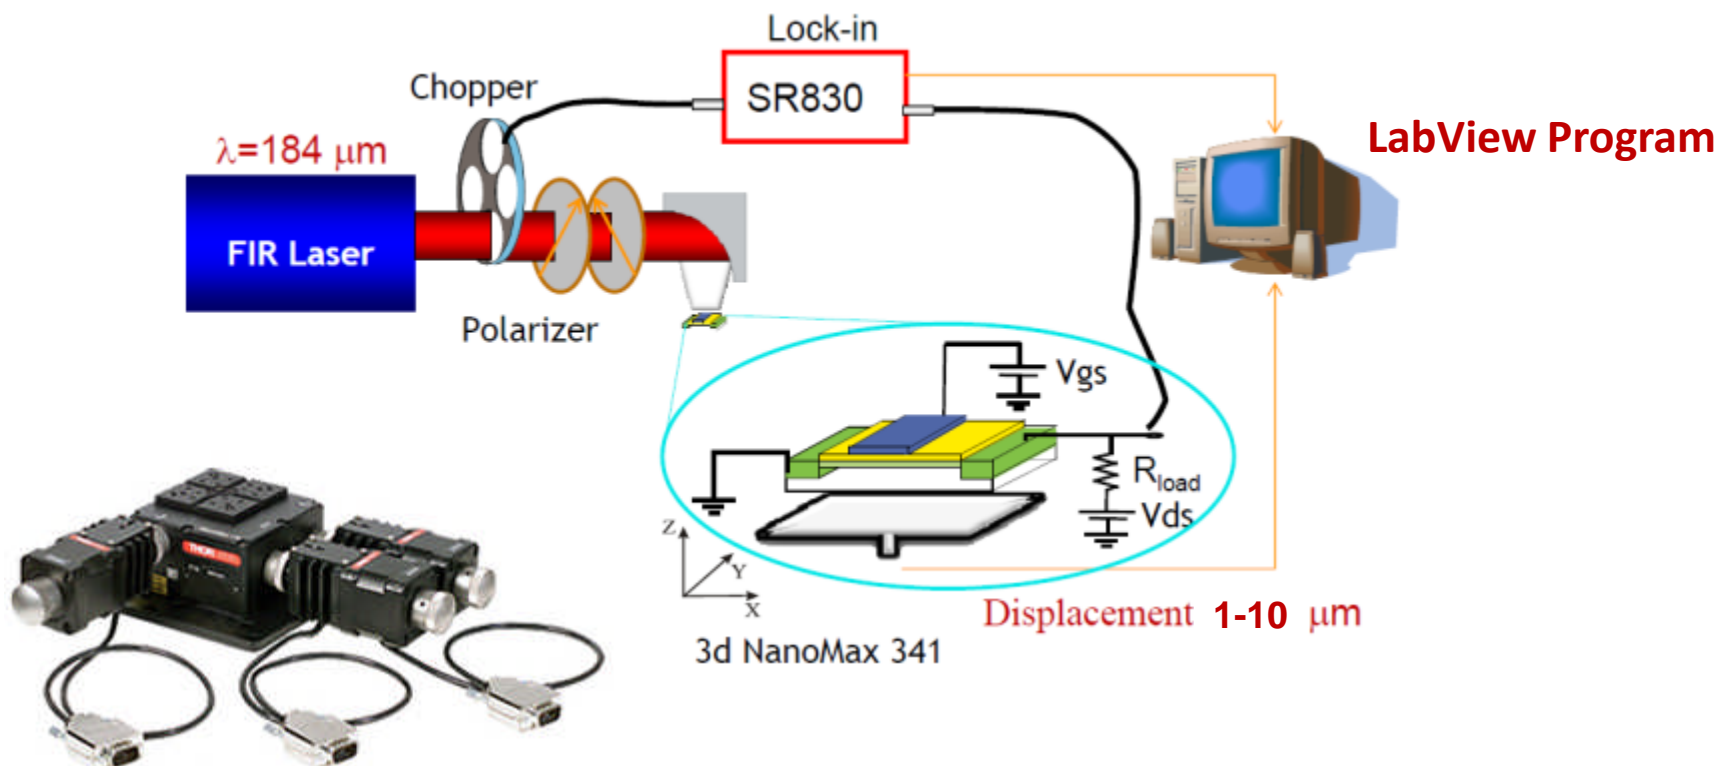 Lock-in
SR830
Chopper
λ=184 μm
LabView Program
FIR Laser
Polarizer
Vgs
R_load
Vds
Z
Y
X
Displacement 1-10 μm
3d NanoMax 341